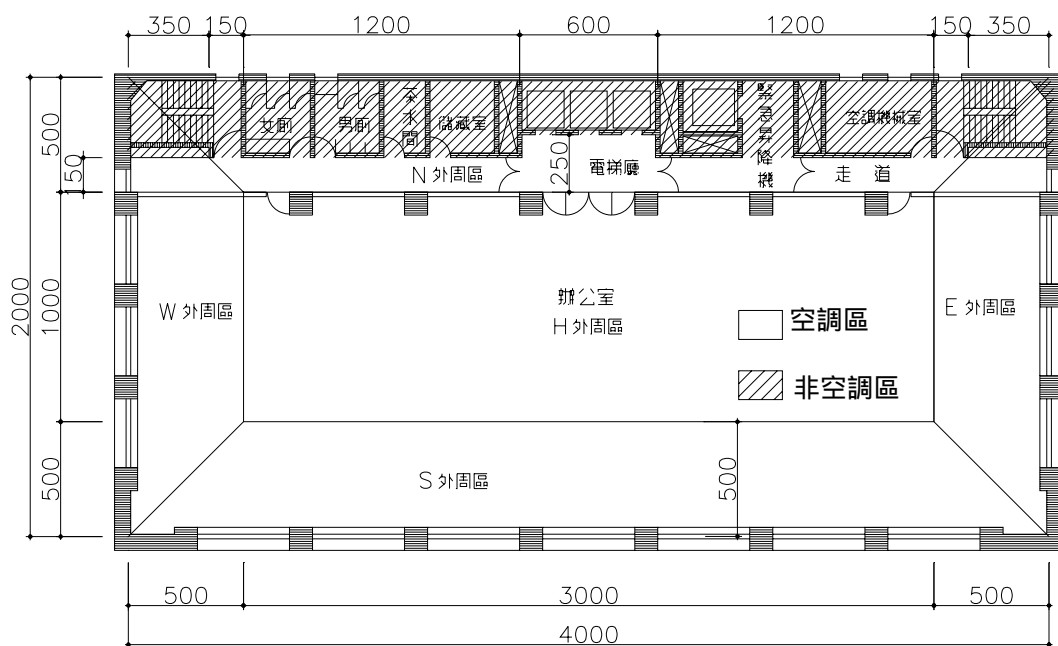 350
150
1200
600
1200
150
350
500
150
2000
1000
500
女廁
男廁
茶水間
儲藏室
緊急昇降機
空調機械室
N 外周區
250
電梯廳
走 道
W 外周區
辦公室
H 外周區
E 外周區
空調區
非空調區
S 外周區
500
500
3000
500
4000